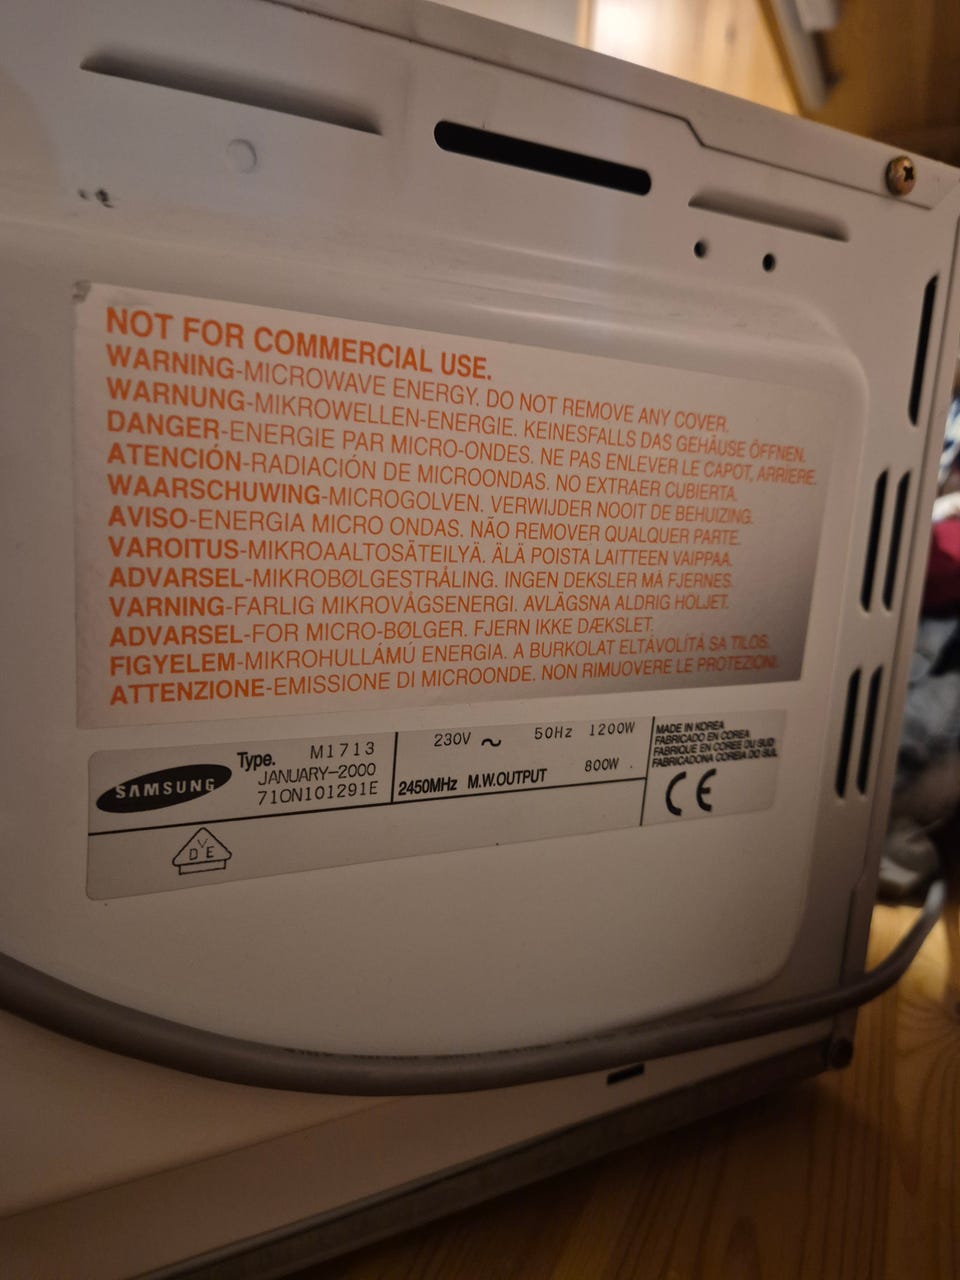 NOT FOR COMMERCIAL USE.
WARNING-MICROWAVE ENERGY. DO NOT REMOVE ANY COVER.
WARNUNG-MIKROWELLEN-ENERGIE. KEINESFALLS DAS GEHÄUSE ÖFFNEN.
DANGER-ENERGIE PAR MICRO-ONDES. NE PAS ENLEVER LE CAPOT, ARRIERE.
ATENCIÓN-RADIACIÓN DE MICROONDAS. NO EXTRAER CUBIERTA.
WAARSCHUWING-MICROGOLVEN. VERWIJDER NOOIT DE BEHUIZING.
AVISO-ENERGIA MICRO ONDAS. NÃO REMOVER QUALQUER PARTE.
VAROITUS-MIKROAALTOSÄTEILYÄ. ÄLÄ POISTA LAITTEEN VAIPPAA.
ADVARSEL-MIKROBØLGESTRÅLING. INGEN DEKSLER MÅ FJERNES.
VARNING-FARLIG MIKROVÅGSENERGI. AVLÄGSNA ALDRIG HÖLJET.
ADVARSEL-FOR MICRO-BØLGER. FJERN IKKE DÆKSLET.
FIGYELEM-MIKROHULLÁMÚ ENERGIA. A BURKOLAT ELTÁVOLÍTÁSA TILOS.
ATTENZIONE-EMISSIONE DI MICROONDE. NON RIMUOVERE LE PROTEZIONI.
SAMSUNG
Type. M1713
JANUARY-2000
71ON101291E
230V ~ 50Hz 1200W
2450MHz M.W.OUTPUT 800W
MADE IN KOREA
FABRICADO EN COREA
FABRIQUE EN COREE DU SUD
FABRICADONA COREIA DO SUL
CE
DVE